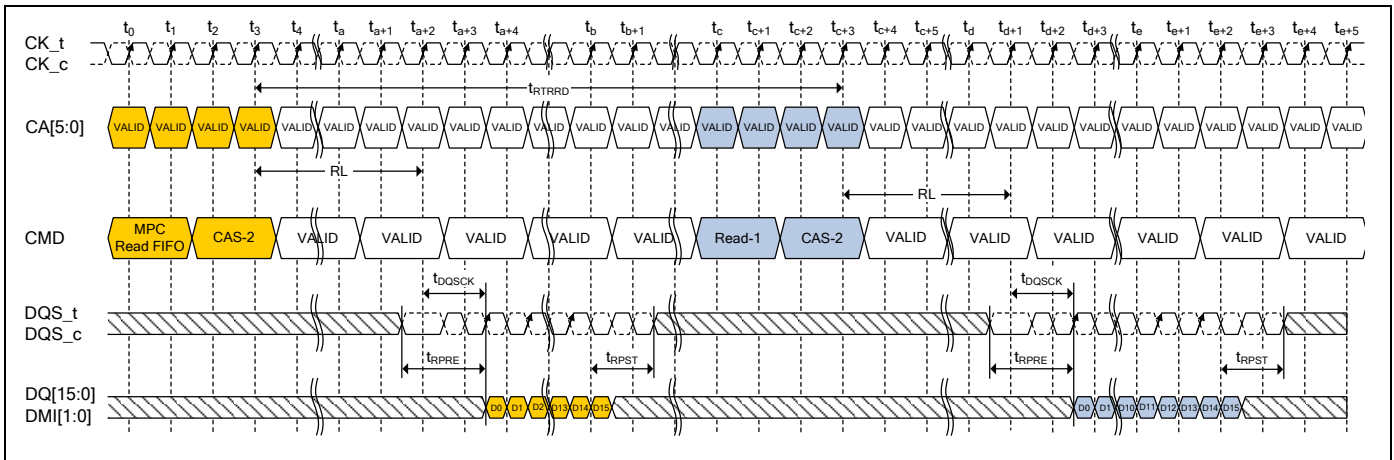 t0 t1 t2 t3 t4 ta ta+1 ta+2 ta+3 ta+4 tb tb+1 tc tc+1 tc+2 tc+3 tc+4 tc+5 td td+1 td+2 td+3 te te+1 te+2 te+3 te+4 te+5
CK_t
CK_c
tRTRRD
CA[5:0] VALID VALID VALID VALID VALID VALID VALID VALID VALID VALID VALID VALID VALID VALID VALID VALID VALID VALID VALID VALID VALID VALID VALID VALID VALID VALID VALID VALID VALID VALID
RL
RL
CMD MPC Read FIFO CAS-2 VALID VALID VALID VALID VALID Read-1 CAS-2 VALID VALID VALID VALID VALID VALID
tDQSCK tDQSCK
DQS_t
DQS_c
tRPRE tRPST tRPRE tRPST
DQ[15:0]
DMI[1:0]
D0 D1 D2 D13 D14 D15 D0 D1 D10 D11 D12 D13 D14 D15